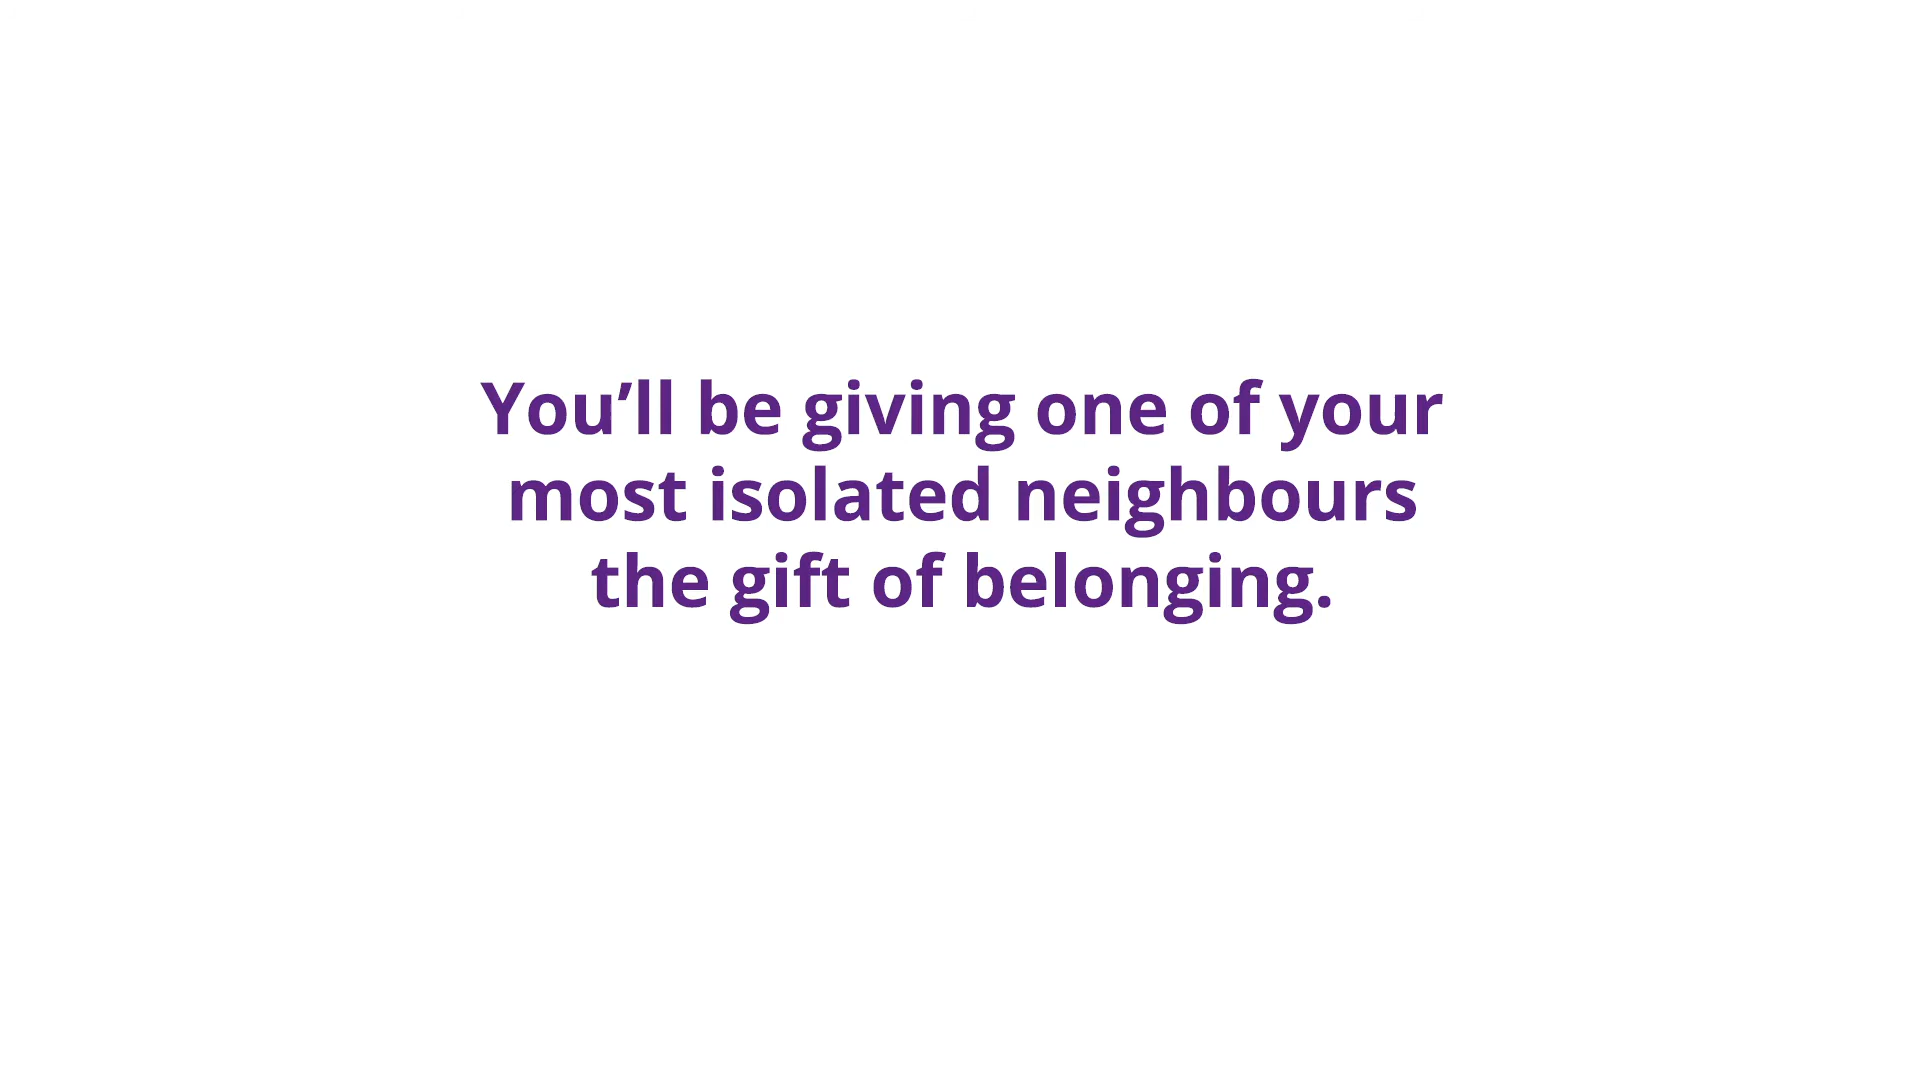 You’ll be giving one of your
most isolated neighbours
the gift of belonging.